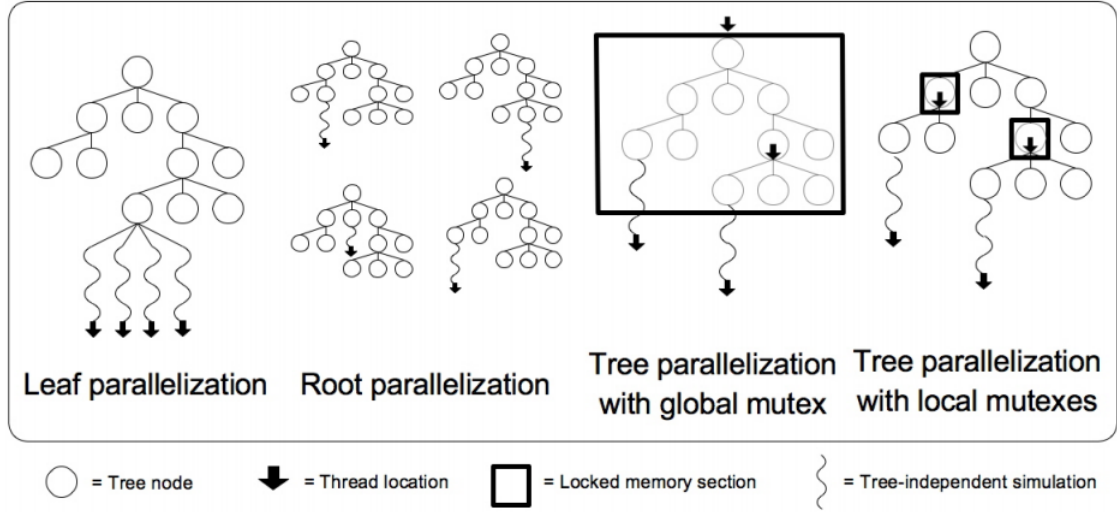 Leaf parallelization
Root parallelization
Tree parallelization
with global mutex
Tree parallelization
with local mutexes
= Tree node
= Thread location
= Locked memory section
= Tree-independent simulation